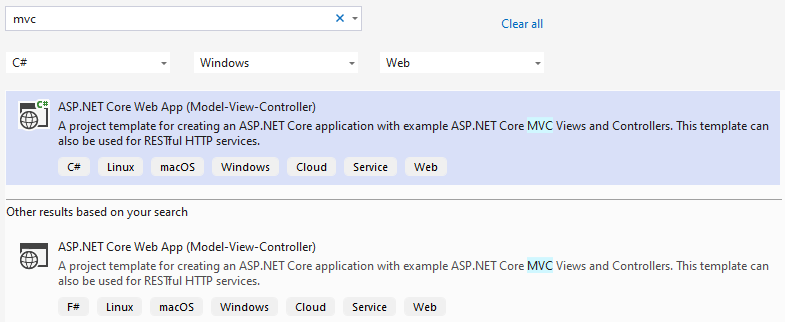 mvc
Clear all
C# Windows Web
C#
ASP.NET Core Web App (Model-View-Controller)
A project template for creating an ASP.NET Core application with example ASP.NET Core MVC Views and Controllers. This template can
also be used for RESTful HTTP services.
C# Linux macOS Windows Cloud Service Web
Other results based on your search
ASP.NET Core Web App (Model-View-Controller)
A project template for creating an ASP.NET Core application with example ASP.NET Core MVC Views and Controllers. This template can
also be used for RESTful HTTP services.
F# Linux macOS Windows Cloud Service Web